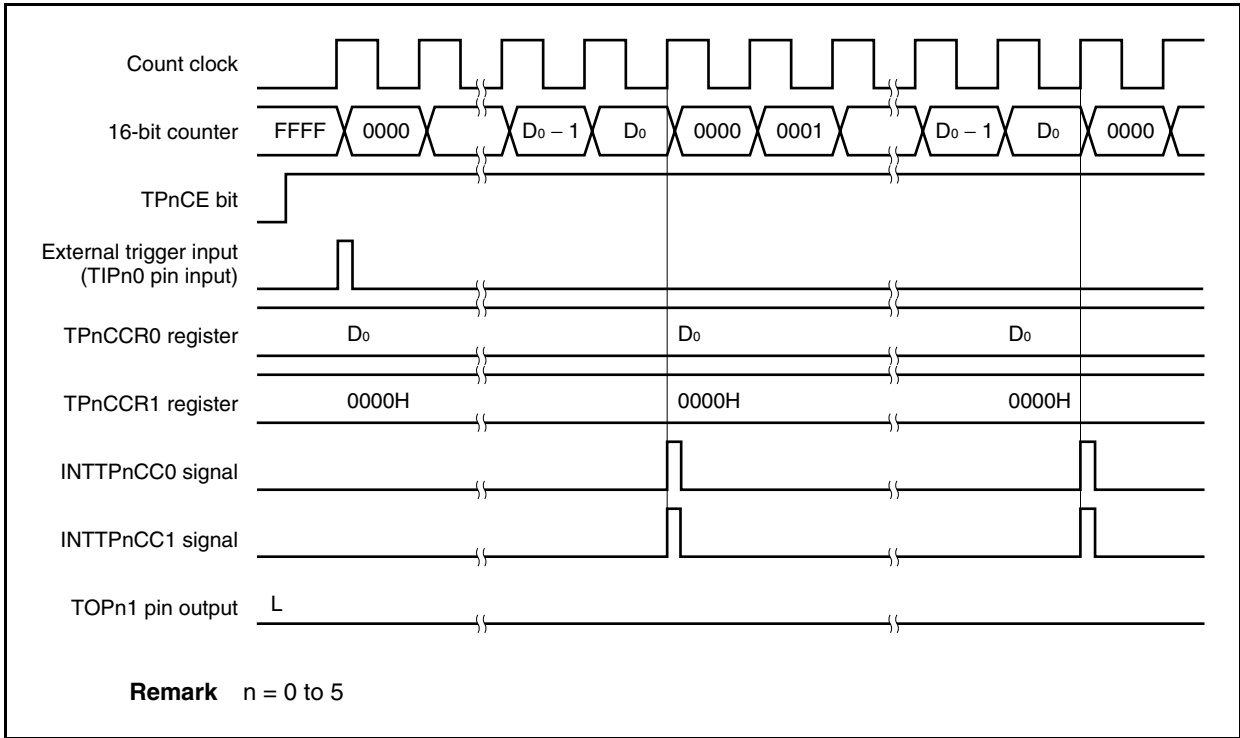 Count clock
16-bit counter FFFF 0000 D₀ − 1 D₀ 0000 0001 D₀ − 1 D₀ 0000
TPnCE bit
External trigger input
(TIPn0 pin input)
TPnCCR0 register D₀ D₀ D₀
TPnCCR1 register 0000H 0000H 0000H
INTTPnCC0 signal
INTTPnCC1 signal
TOPn1 pin output L
Remark n = 0 to 5